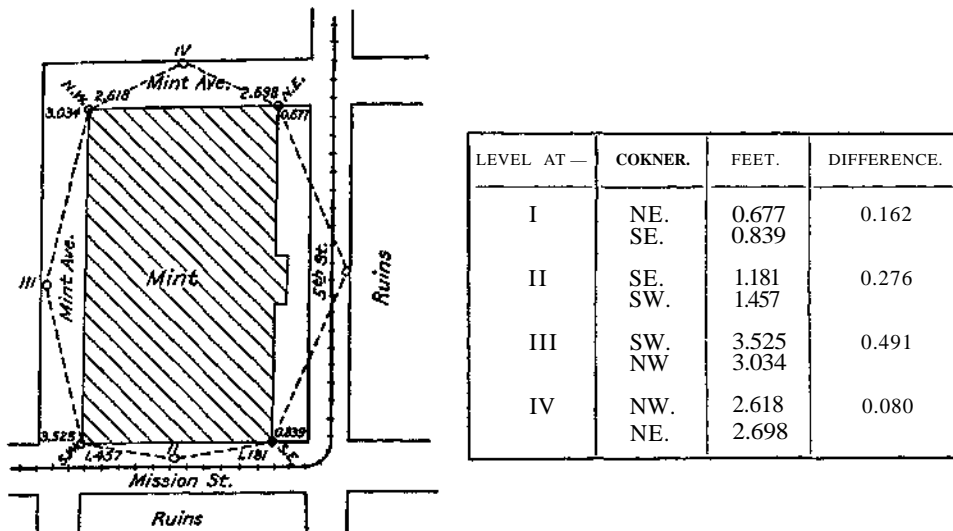 IV
Mint Ave.
N.W.
2.618
2.698
N.E.
3.034
0.677
III
Mint Ave.
Mint
5th St.
Ruins
3.525
S.W.
1.457
II
1.181
0.839
S.E.
Mission St.
Ruins
LEVEL AT— COKNER. FEET. DIFFERENCE.
I NE. 0.677 0.162
SE. 0.839
II SE. 1.181 0.276
SW. 1.457
III SW. 3.525 0.491
NW 3.034
IV NW. 2.618 0.080
NE. 2.698